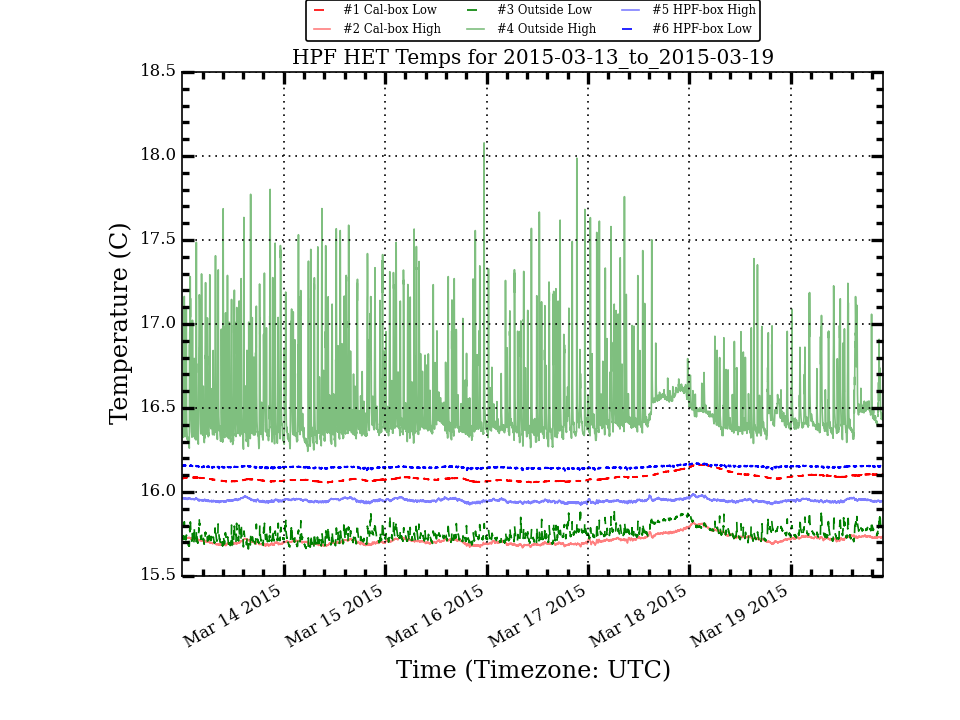 #1 Cal-box Low #3 Outside Low #5 HPF-box High
#2 Cal-box High #4 Outside High #6 HPF-box Low
HPF HET Temps for 2015-03-13_to_2015-03-19
18.5
18.0
17.5
17.0
16.5
16.0
15.5
Temperature (C)
Mar 14 2015 Mar 15 2015 Mar 16 2015 Mar 17 2015 Mar 18 2015 Mar 19 2015
Time (Timezone: UTC)